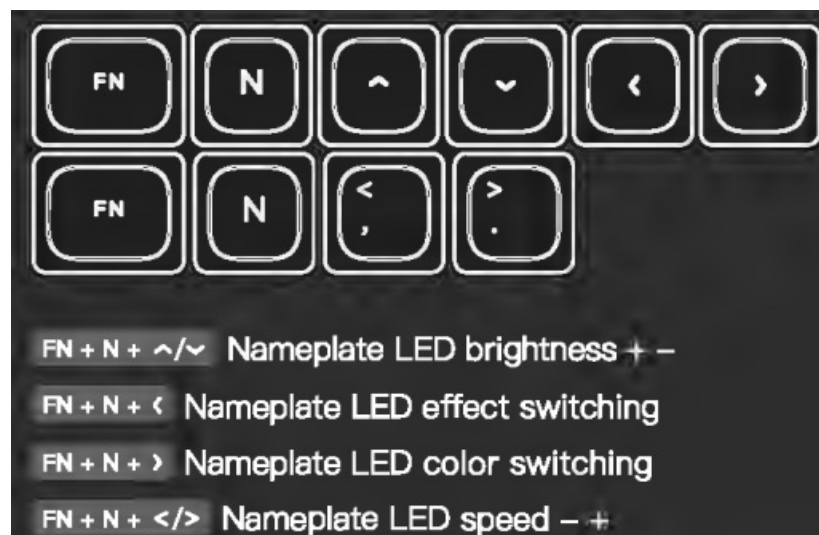 FN N ^ ⌄ ‹ ›
FN N < , > .
FN + N + ^/⌄ Nameplate LED brightness + –
FN + N + ‹ Nameplate LED effect switching
FN + N + › Nameplate LED color switching
FN + N + </> Nameplate LED speed – +